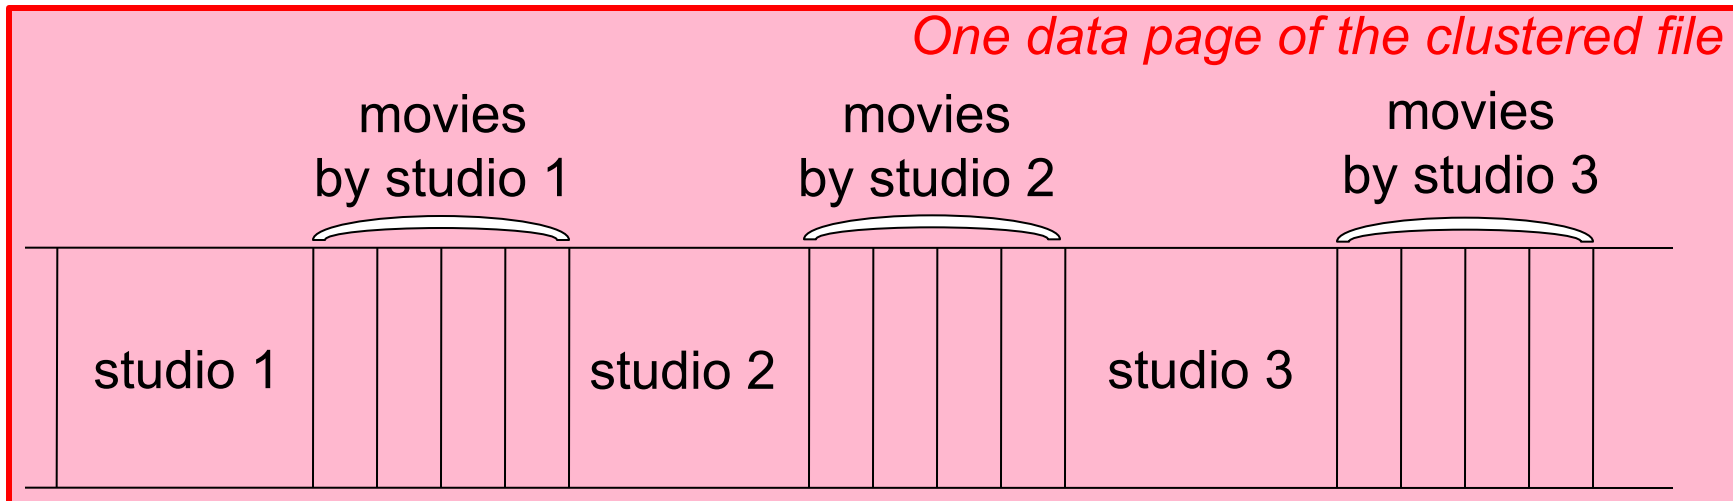 One data page of the clustered file
movies
by studio 1
movies
by studio 2
movies
by studio 3
studio 1
studio 2
studio 3